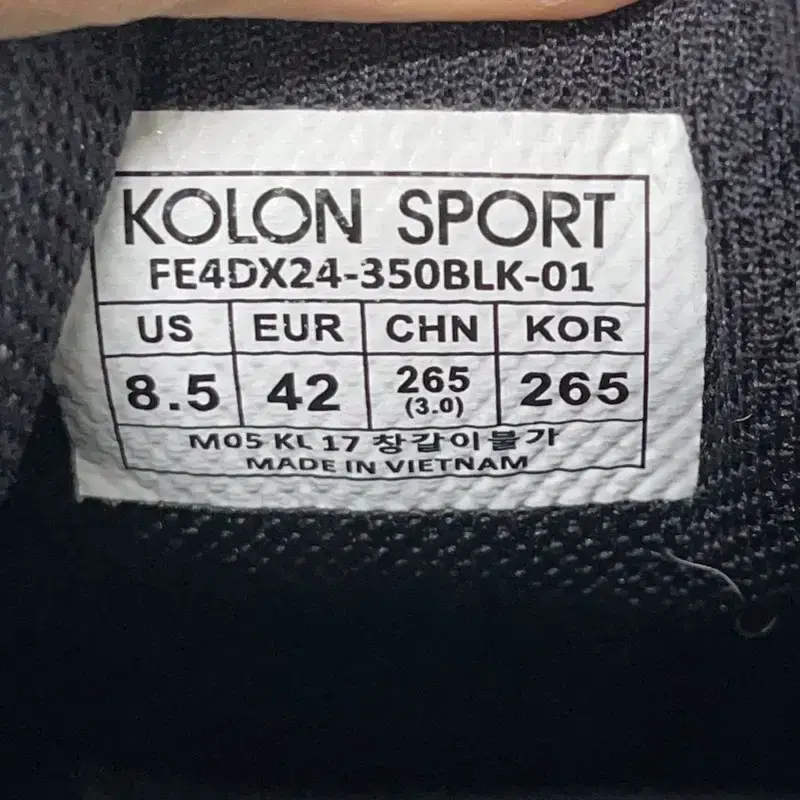 KOLON SPORT
FE4DX24-350BLK-01
US EUR CHN KOR
8.5 42 265 (3.0) 265
M05 KL 17 창갈이불가
MADE IN VIETNAM